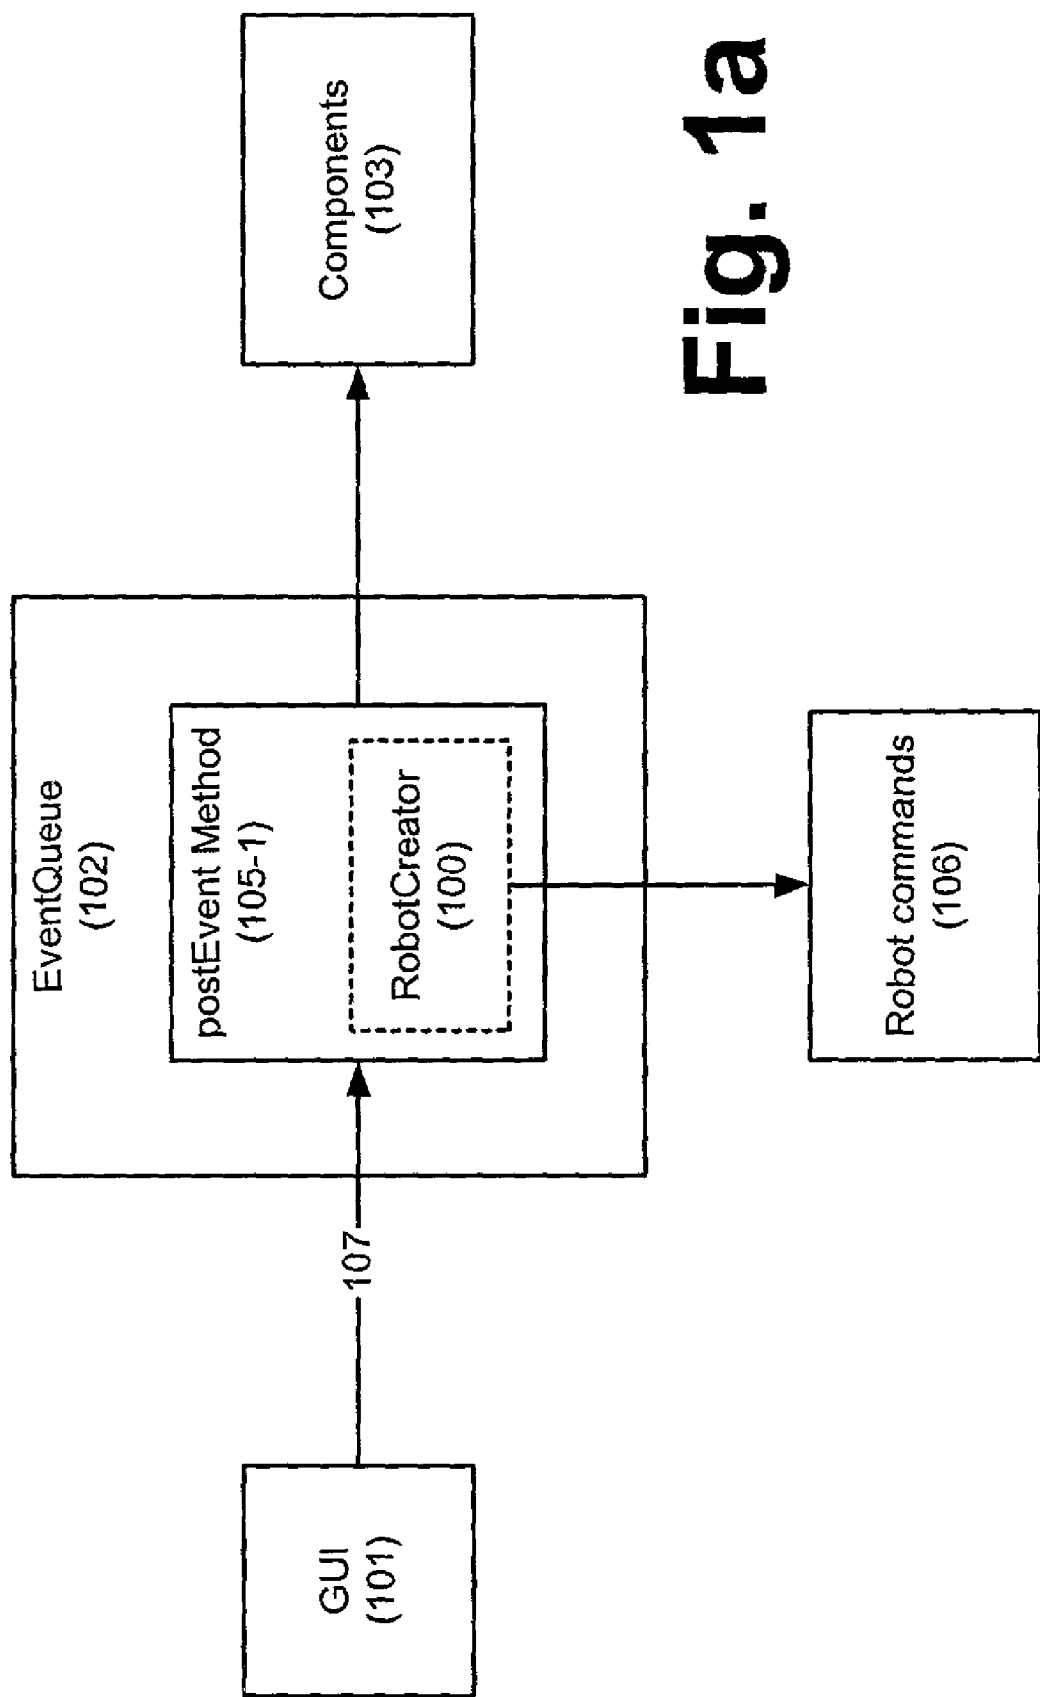 EventQueue
(102)
postEvent Method
(105-1)
RobotCreator
(100)
GUI
(101)
107
Components
(103)
Robot commands
(106)
Fig. 1a